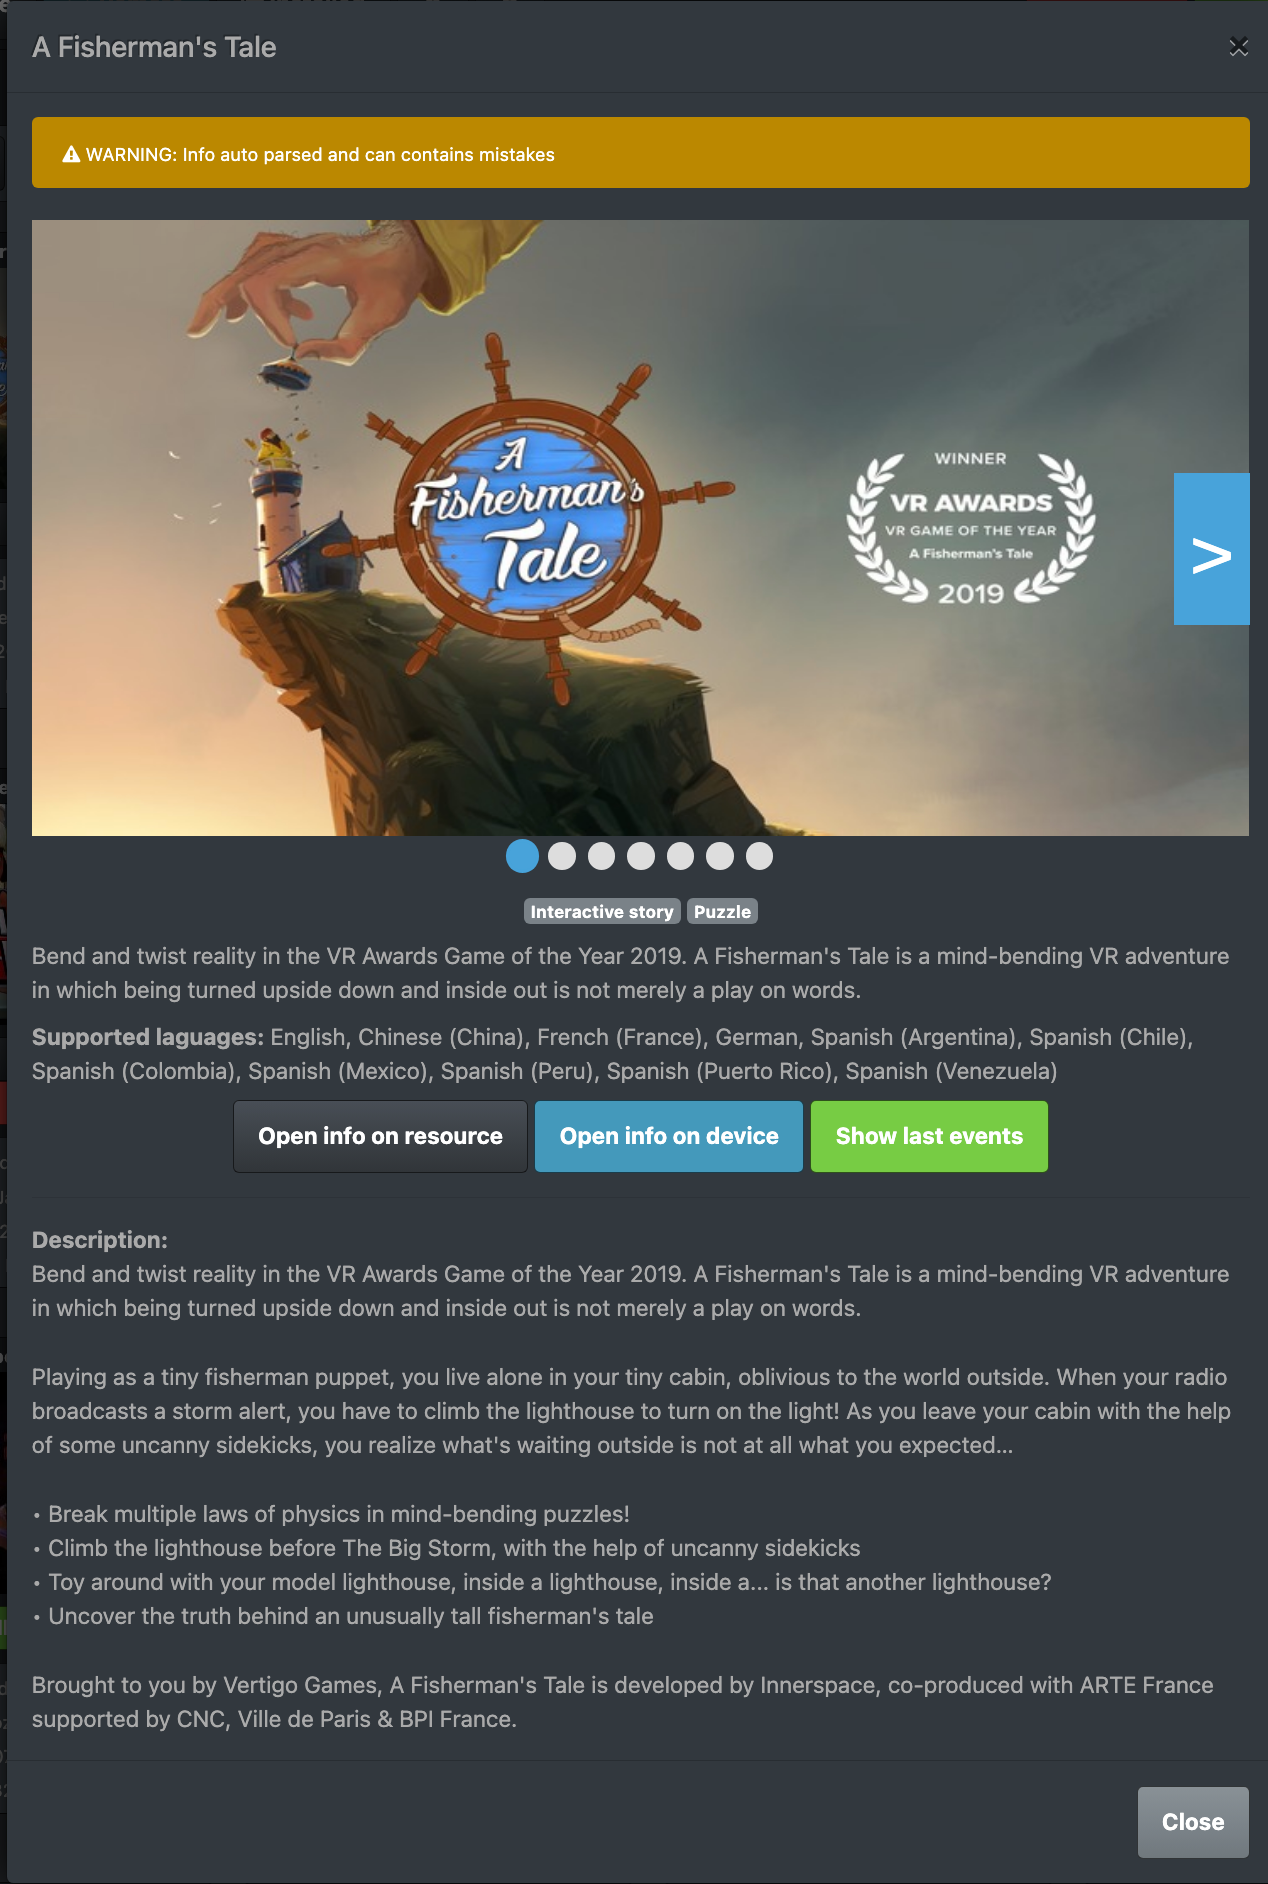 A Fisherman's Tale
WARNING: Info auto parsed and can contains mistakes
A
Fisherman's
Tale
WINNER
VR AWARDS
VR GAME OF THE YEAR
A Fisherman's Tale
2019
>
Interactive story Puzzle
Bend and twist reality in the VR Awards Game of the Year 2019. A Fisherman's Tale is a mind-bending VR adventure
in which being turned upside down and inside out is not merely a play on words.
Supported laguages: English, Chinese (China), French (France), German, Spanish (Argentina), Spanish (Chile),
Spanish (Colombia), Spanish (Mexico), Spanish (Peru), Spanish (Puerto Rico), Spanish (Venezuela)
Open info on resource Open info on device Show last events
Description:
Bend and twist reality in the VR Awards Game of the Year 2019. A Fisherman's Tale is a mind-bending VR adventure
in which being turned upside down and inside out is not merely a play on words.
Playing as a tiny fisherman puppet, you live alone in your tiny cabin, oblivious to the world outside. When your radio
broadcasts a storm alert, you have to climb the lighthouse to turn on the light! As you leave your cabin with the help
of some uncanny sidekicks, you realize what's waiting outside is not at all what you expected...
• Break multiple laws of physics in mind-bending puzzles!
• Climb the lighthouse before The Big Storm, with the help of uncanny sidekicks
• Toy around with your model lighthouse, inside a lighthouse, inside a... is that another lighthouse?
• Uncover the truth behind an unusually tall fisherman's tale
Brought to you by Vertigo Games, A Fisherman's Tale is developed by Innerspace, co-produced with ARTE France
supported by CNC, Ville de Paris & BPI France.
Close